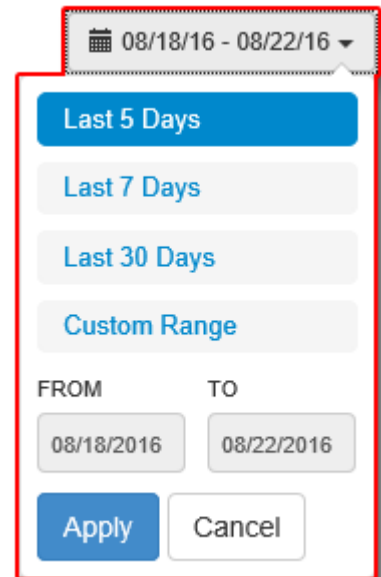 08/18/16 - 08/22/16
Last 5 Days
Last 7 Days
Last 30 Days
Custom Range
FROM TO
08/18/2016 08/22/2016
Apply Cancel